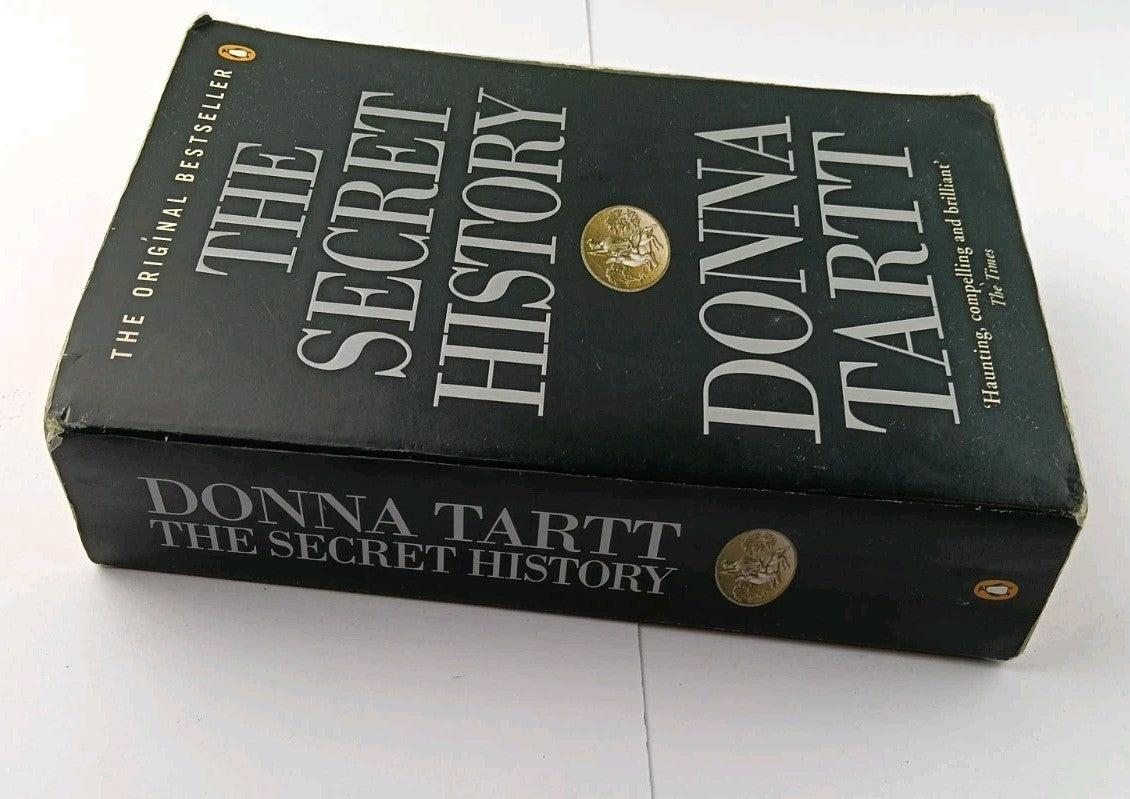 THE ORIGINAL BESTSELLER
THE
SECRET
HISTORY
DONNA
TARTT
'Haunting, compelling and brilliant'
The Times
DONNA TARTT
THE SECRET HISTORY